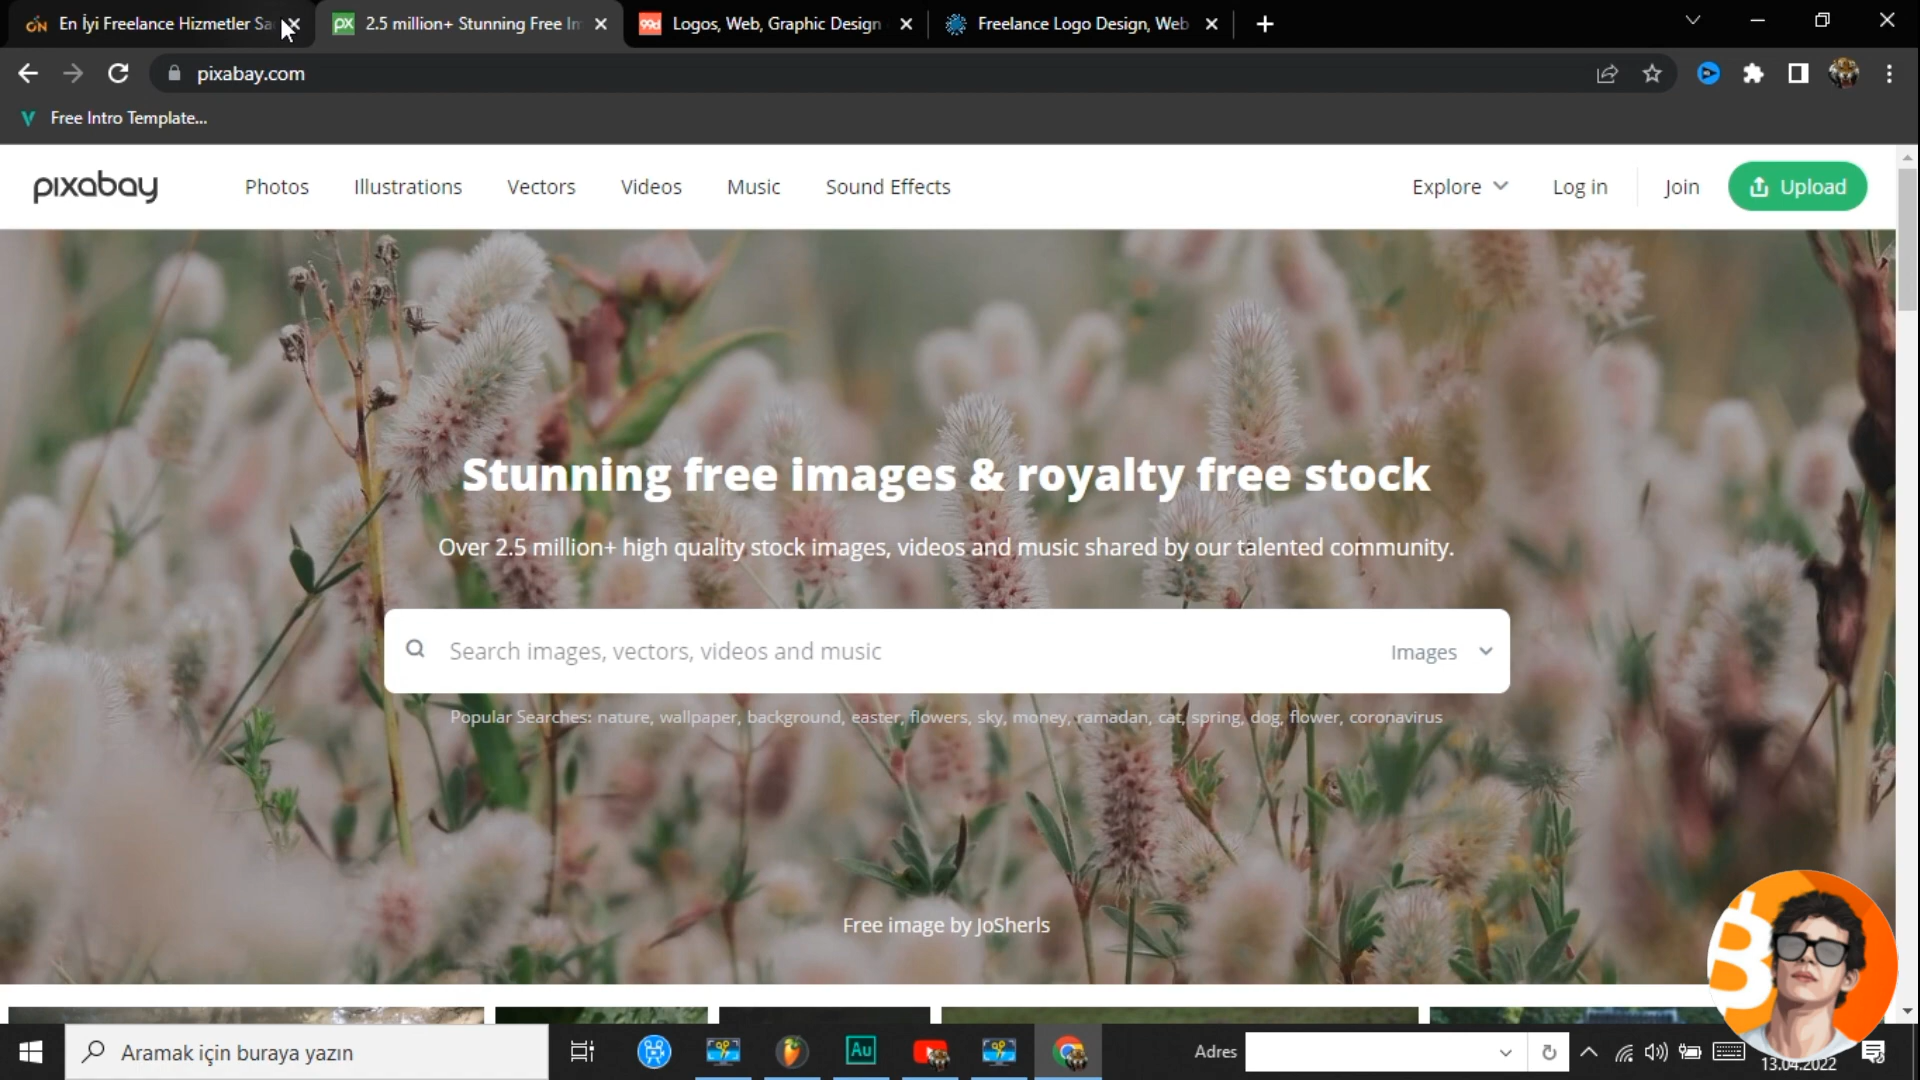 En İyi Freelance Hizmetler Sa
2.5 million+ Stunning Free Im
Logos, Web, Graphic Design
Freelance Logo Design, Web
pixabay.com
Free Intro Template...
pixabay
Photos
Illustrations
Vectors
Videos
Music
Sound Effects
Explore
Log in
Join
Upload
Stunning free images & royalty free stock
Over 2.5 million+ high quality stock images, videos and music shared by our talented community.
Search images, vectors, videos and music
Images
Popular Searches: nature, wallpaper, background, easter, flowers, sky, money, ramadan, cat, spring, dog, flower, coronavirus
Free image by JoSherls
Aramak için buraya yazın
Au
Adres
13.04.2022